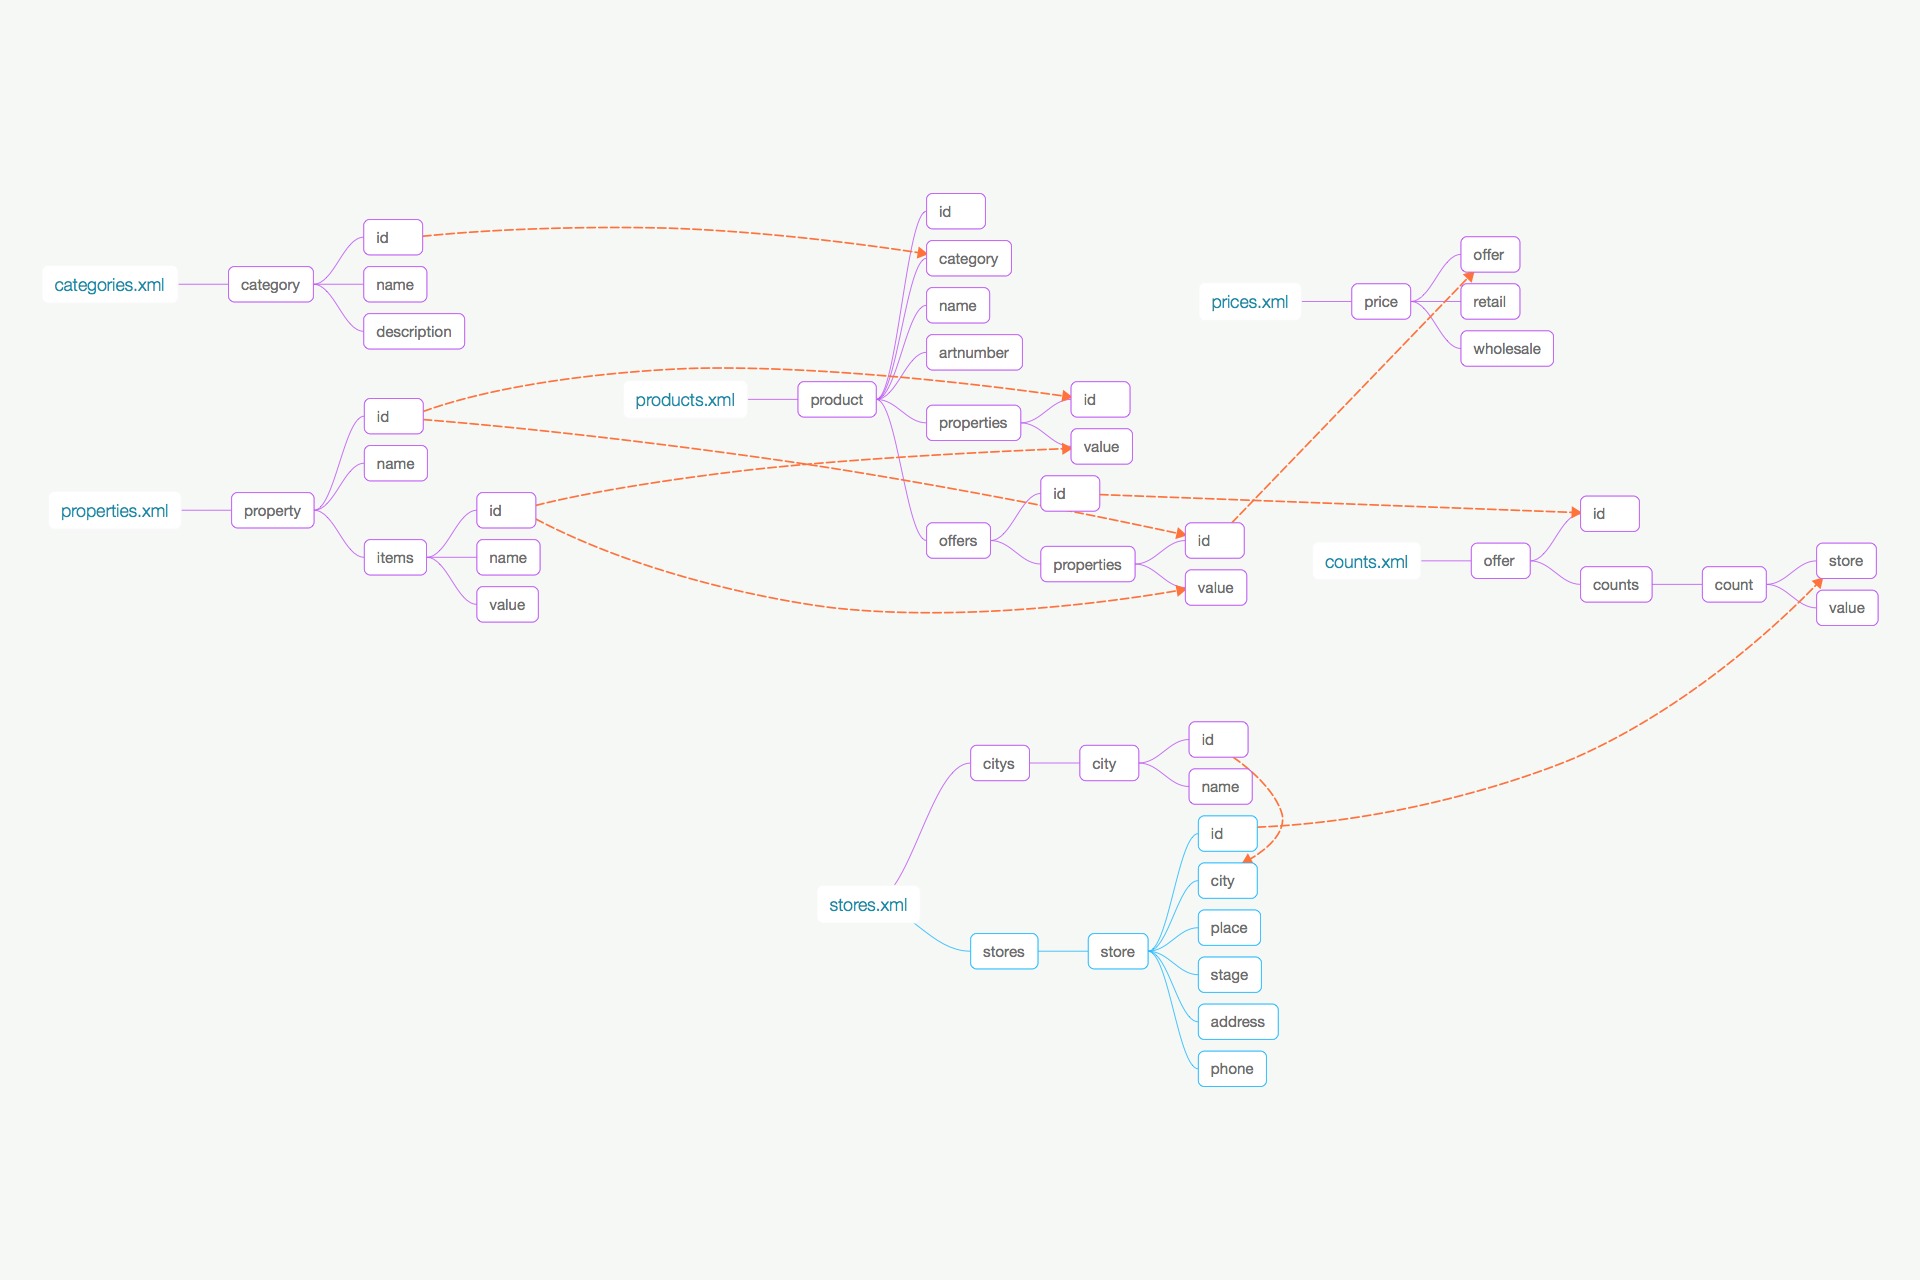 categories.xml
category
id
name
description
properties.xml
property
id
name
items
id
name
value
products.xml
product
id
category
name
artnumber
properties
id
value
offers
id
properties
id
value
prices.xml
price
offer
retail
wholesale
counts.xml
offer
id
counts
count
store
value
stores.xml
citys
city
id
name
stores
store
id
city
place
stage
address
phone